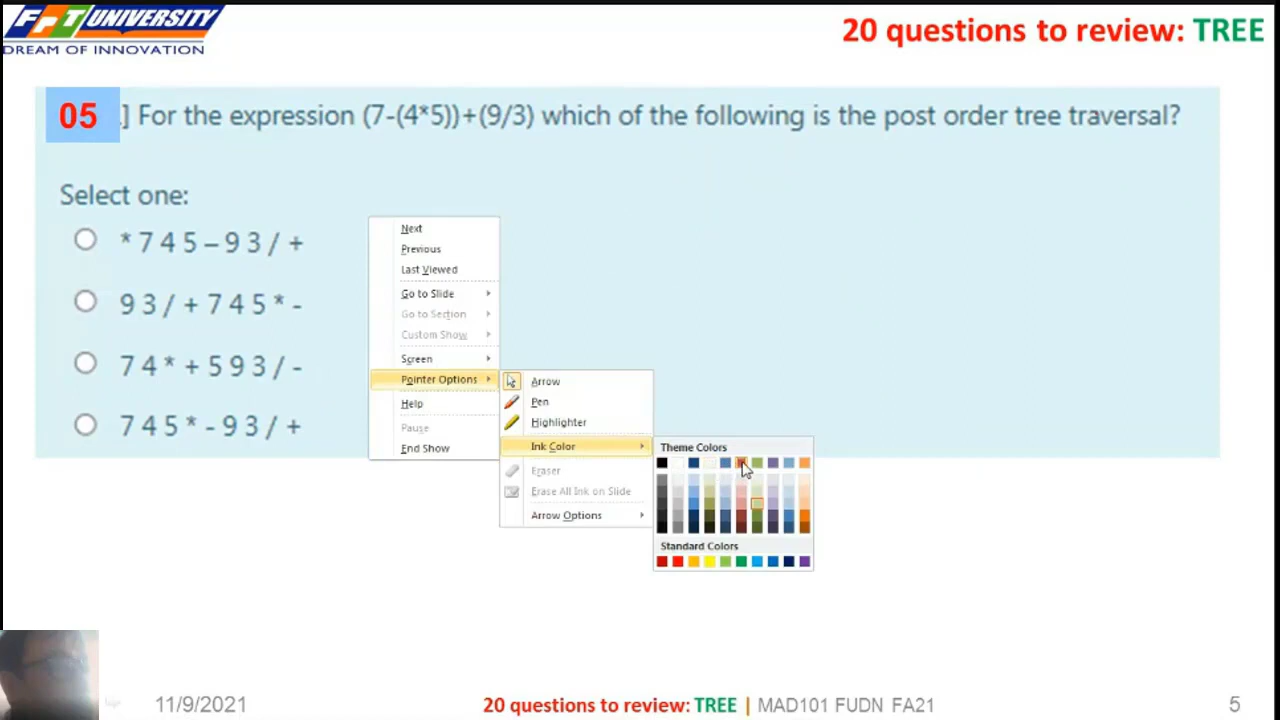 FPT UNIVERSITY
DREAM OF INNOVATION
20 questions to review: TREE
05 .] For the expression (7-(4*5))+(9/3) which of the following is the post order tree traversal?
Select one:
* 7 4 5 – 9 3 / +
9 3 / + 7 4 5 * -
7 4 * + 5 9 3 / -
7 4 5 * - 9 3 / +
Next
Previous
Last Viewed
Go to Slide
Go to Section
Custom Show
Screen
Pointer Options
Help
Pause
End Show
Arrow
Pen
Highlighter
Ink Color
Eraser
Erase All Ink on Slide
Arrow Options
Theme Colors
Standard Colors
11/9/2021
20 questions to review: TREE | MAD101 FUDN FA21
5